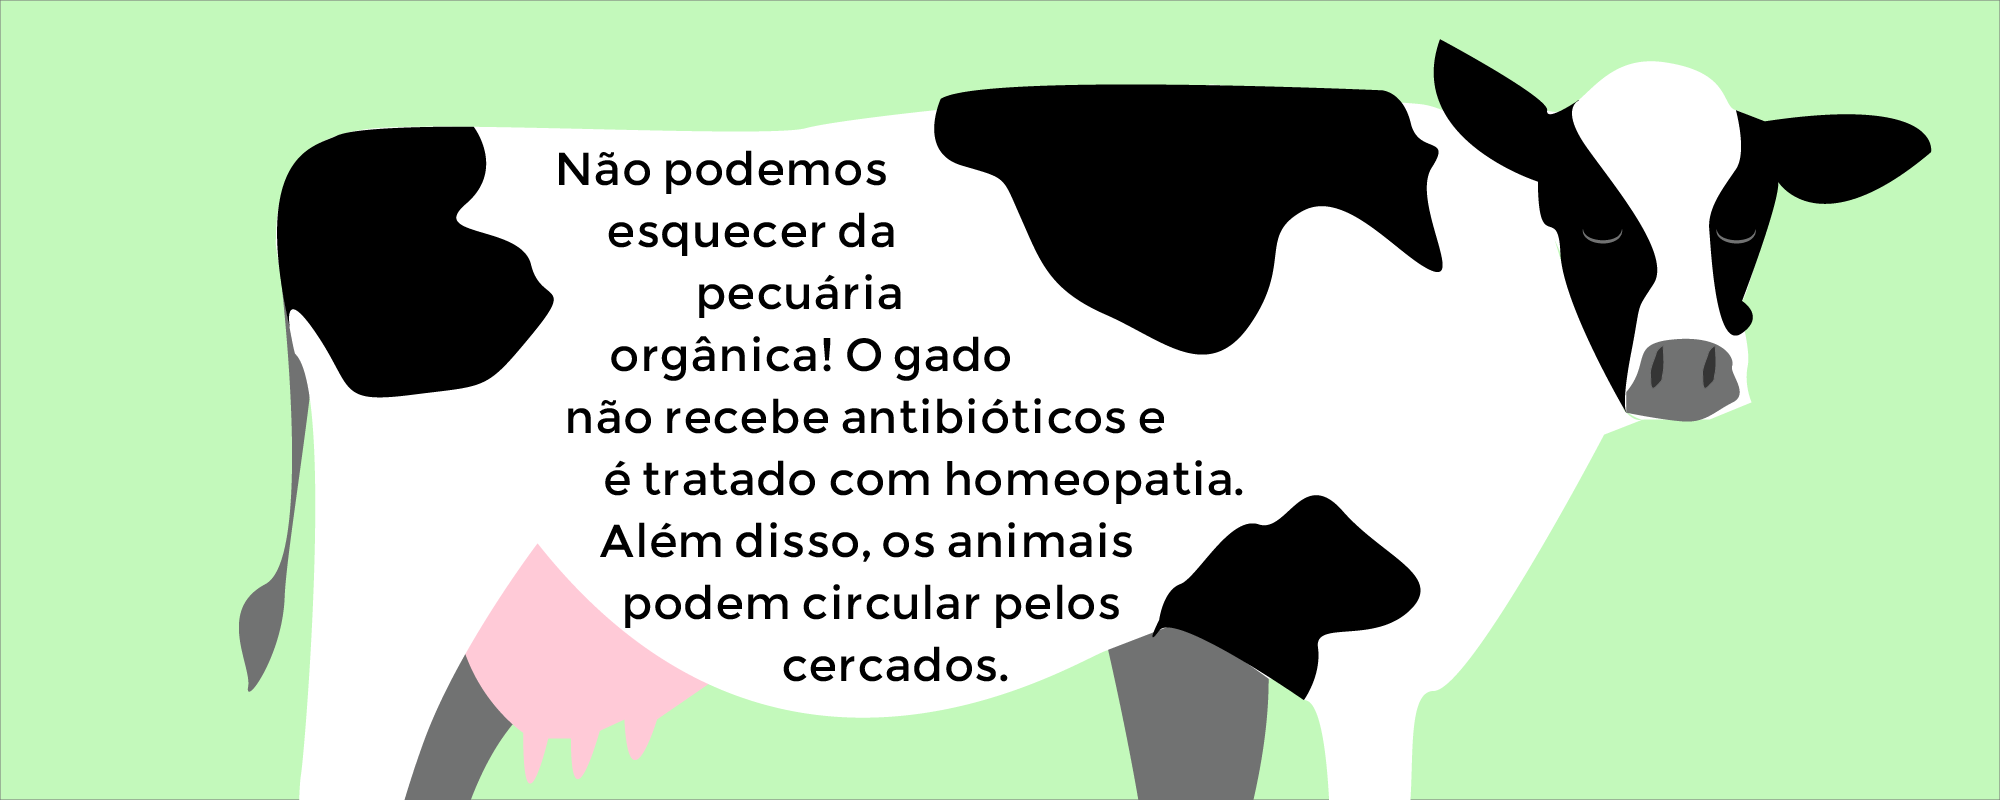 Não podemos
esquecer da
pecuária
orgânica! O gado
não recebe antibióticos e
é tratado com homeopatia.
Além disso, os animais
podem circular pelos
cercados.